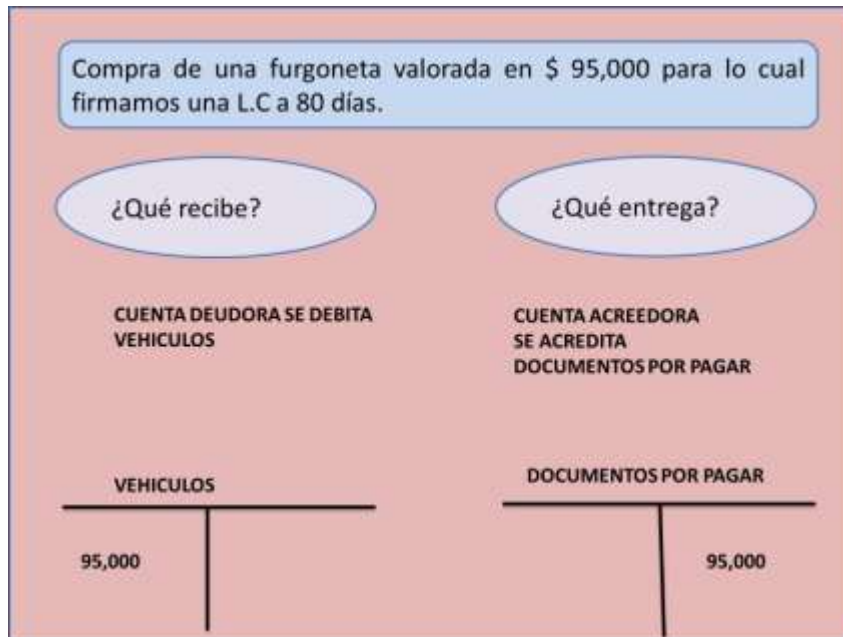 Compra de una furgoneta valorada en $ 95,000 para lo cual
firmamos una L.C a 80 días.
¿Qué recibe?
¿Qué entrega?
CUENTA DEUDORA SE DEBITA
VEHICULOS
CUENTA ACREEDORA
SE ACREDITA
DOCUMENTOS POR PAGAR
VEHICULOS
DOCUMENTOS POR PAGAR
95,000
95,000